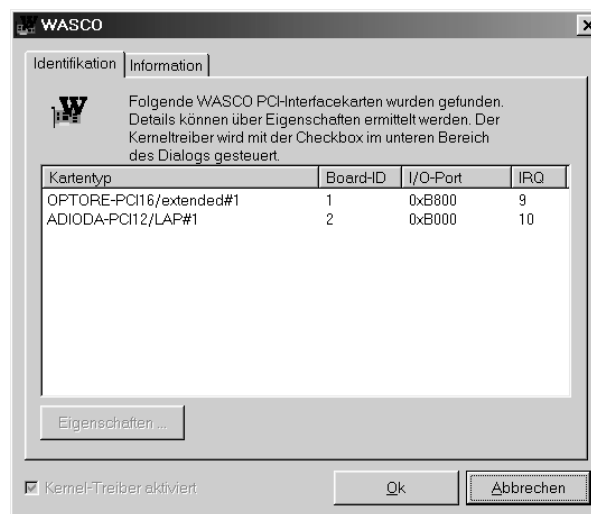 WASCO
Identifikation Information
Folgende WASCO PCI-Interfacekarten wurden gefunden.
Details können über Eigenschaften ermittelt werden. Der
Kerneltreiber wird mit der Checkbox im unteren Bereich
des Dialogs gesteuert.
Kartentyp Board-ID I/O-Port IRQ
OPTORE-PCI16/extended#1 1 0xB800 9
ADIODA-PCI12/LAP#1 2 0xB000 10
Eigenschaften ...
Kernel-Treiber aktiviert Ok Abbrechen